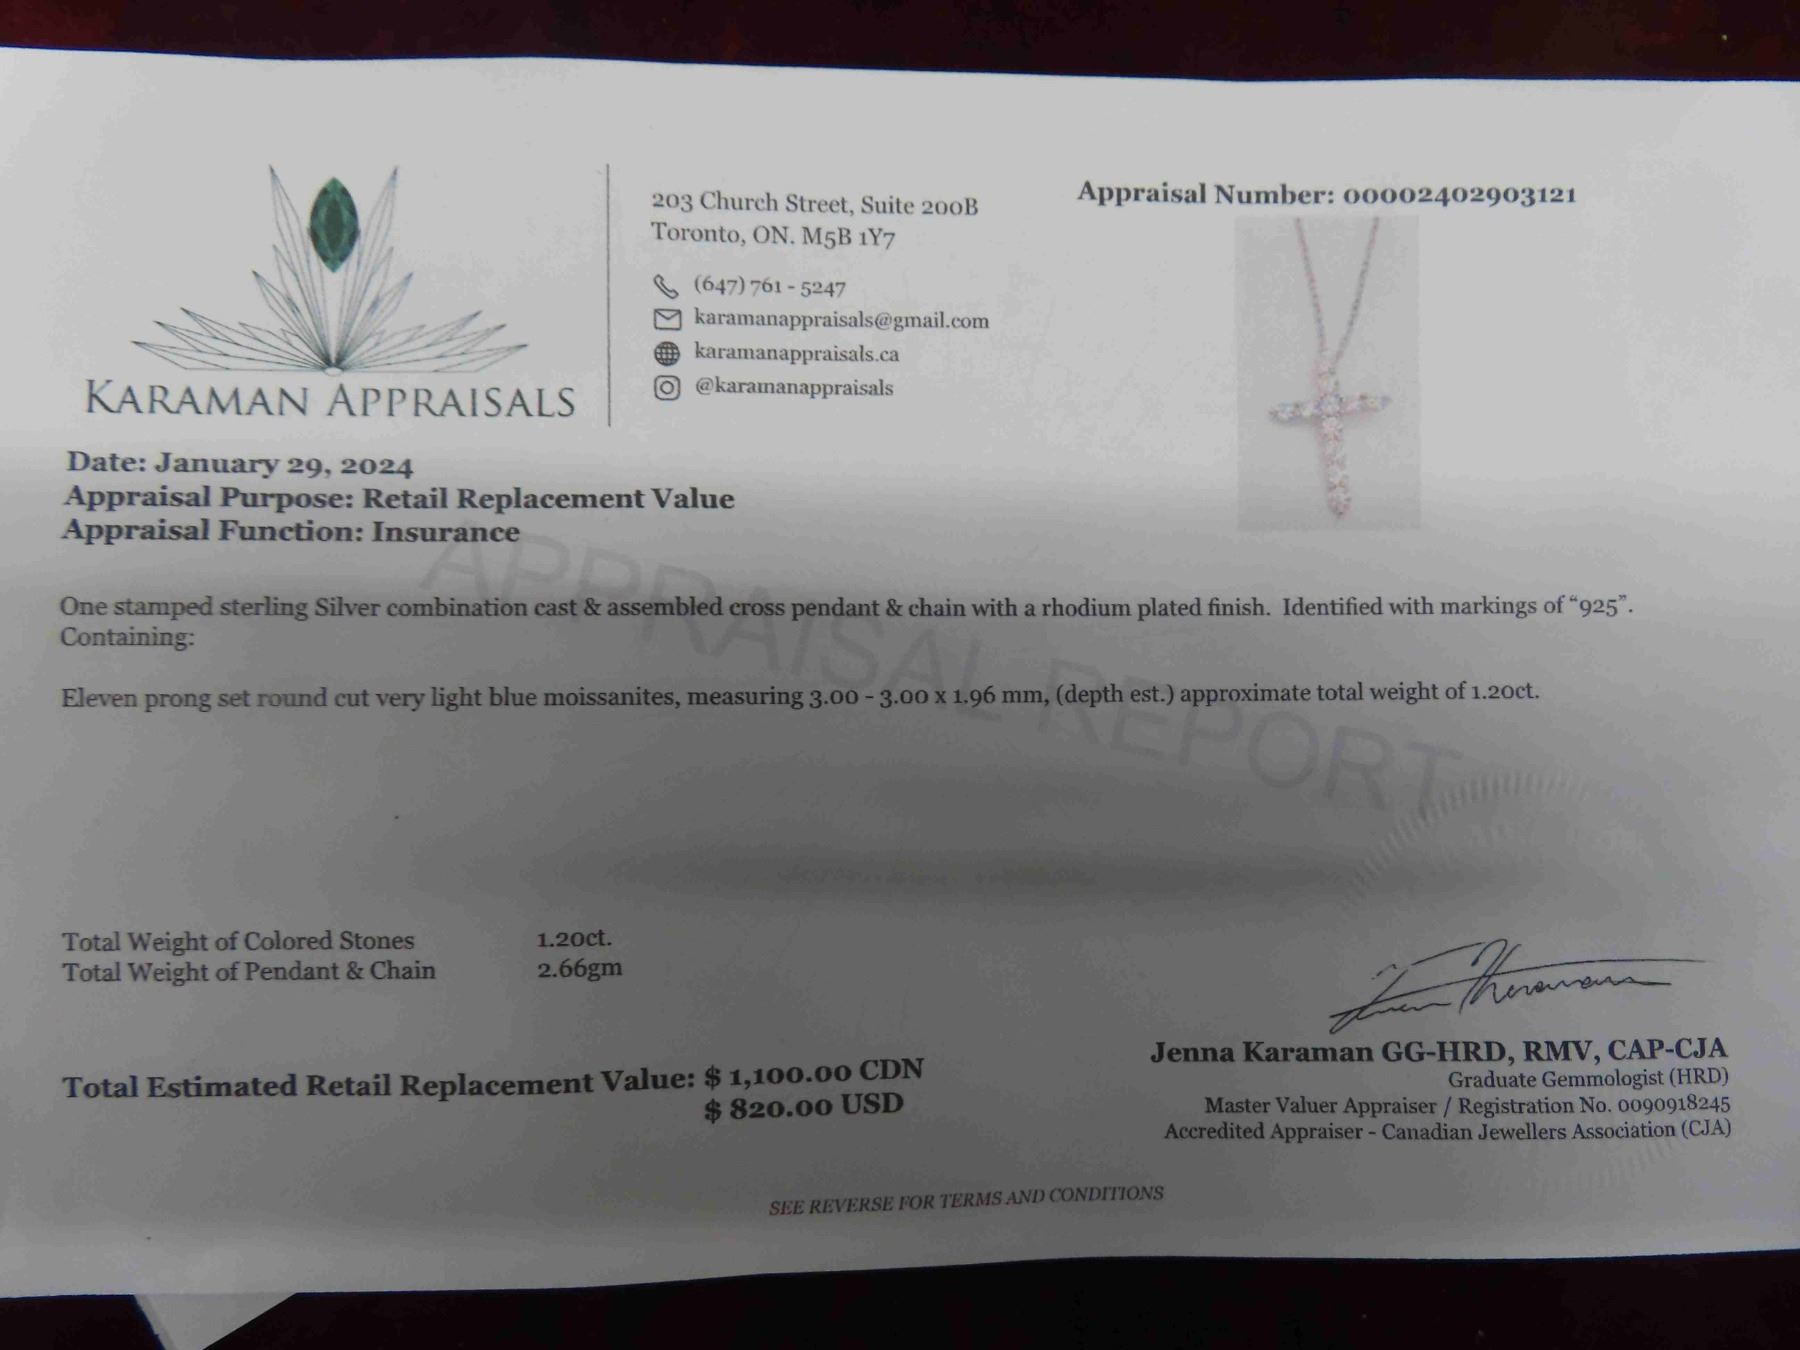 KARAMAN APPRAISALS
203 Church Street, Suite 200B
Toronto, ON. M5B 1Y7
(647) 761 - 5247
karamanappraisals@gmail.com
karamanappraisals.ca
@karamanappraisals
Appraisal Number: 00002402903121
Date: January 29, 2024
Appraisal Purpose: Retail Replacement Value
Appraisal Function: Insurance
APPRAISAL REPORT
One stamped sterling Silver combination cast & assembled cross pendant & chain with a rhodium plated finish. Identified with markings of “925”.
Containing:
Eleven prong set round cut very light blue moissanites, measuring 3.00 - 3.00 x 1.96 mm, (depth est.) approximate total weight of 1.20ct.
Total Weight of Colored Stones 1.20ct.
Total Weight of Pendant & Chain 2.66gm
Total Estimated Retail Replacement Value: $ 1,100.00 CDN
$ 820.00 USD
Jenna Karaman GG-HRD, RMV, CAP-CJA
Graduate Gemmologist (HRD)
Master Valuer Appraiser / Registration No. 0090918245
Accredited Appraiser - Canadian Jewellers Association (CJA)
SEE REVERSE FOR TERMS AND CONDITIONS